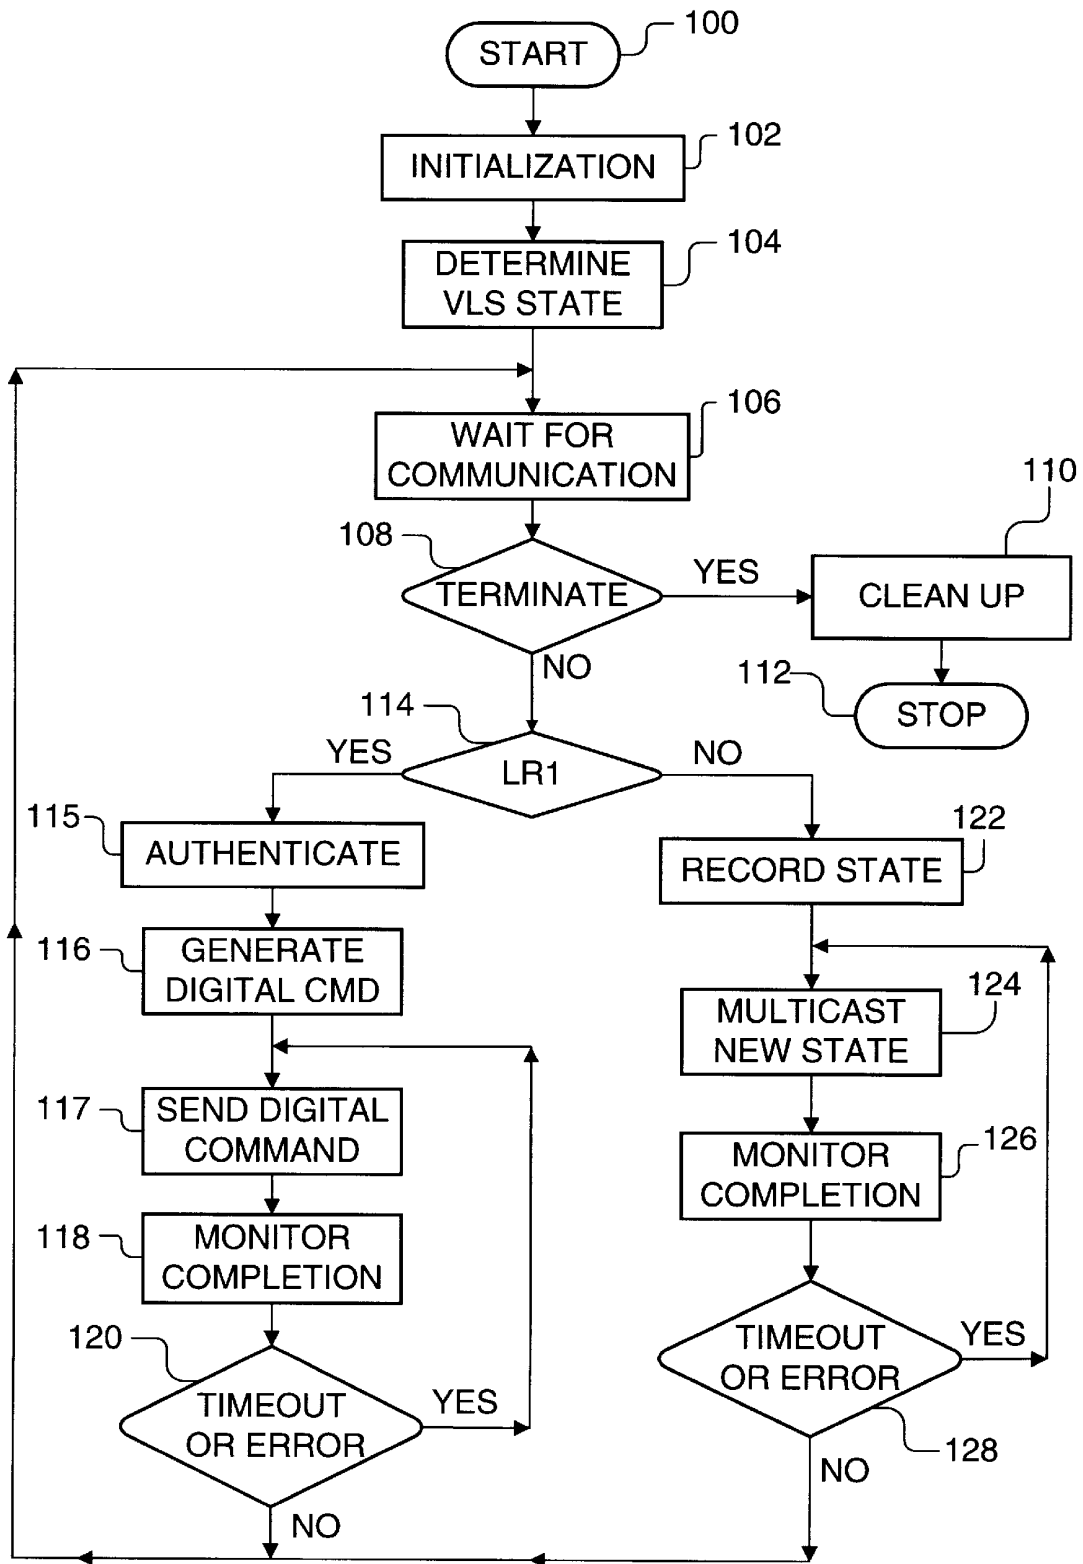 START
100
INITIALIZATION
102
DETERMINE
VLS STATE
104
WAIT FOR
COMMUNICATION
106
108
TERMINATE
YES
NO
110
CLEAN UP
112
STOP
114
LR1
YES
NO
115
AUTHENTICATE
116
GENERATE
DIGITAL CMD
117
SEND DIGITAL
COMMAND
118
MONITOR
COMPLETION
120
TIMEOUT
OR ERROR
YES
NO
122
RECORD STATE
124
MULTICAST
NEW STATE
126
MONITOR
COMPLETION
TIMEOUT
OR ERROR
YES
128
NO